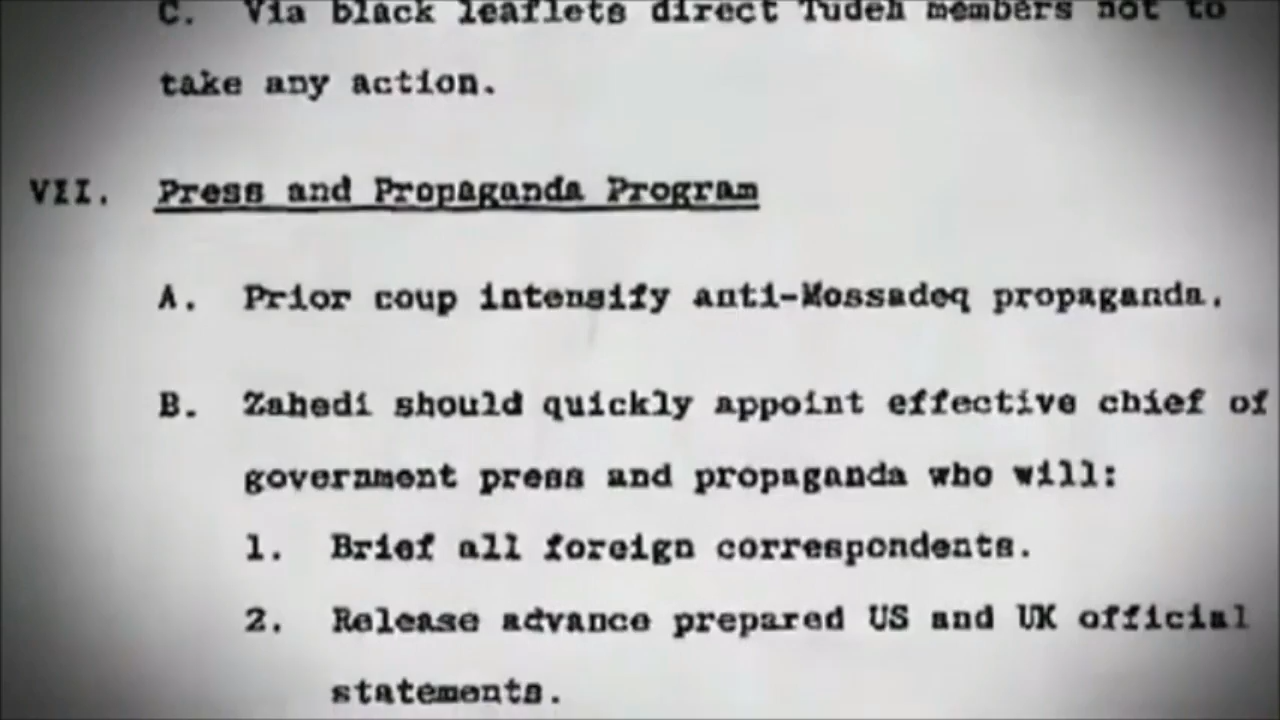 C. Via black leaflets direct Tudeh members not to
take any action.
VII. Press and Propaganda Program
A. Prior coup intensify anti-Mossadeq propaganda.
B. Zahedi should quickly appoint effective chief of
government press and propaganda who will:
1. Brief all foreign correspondents.
2. Release advance prepared US and UK official
statements.